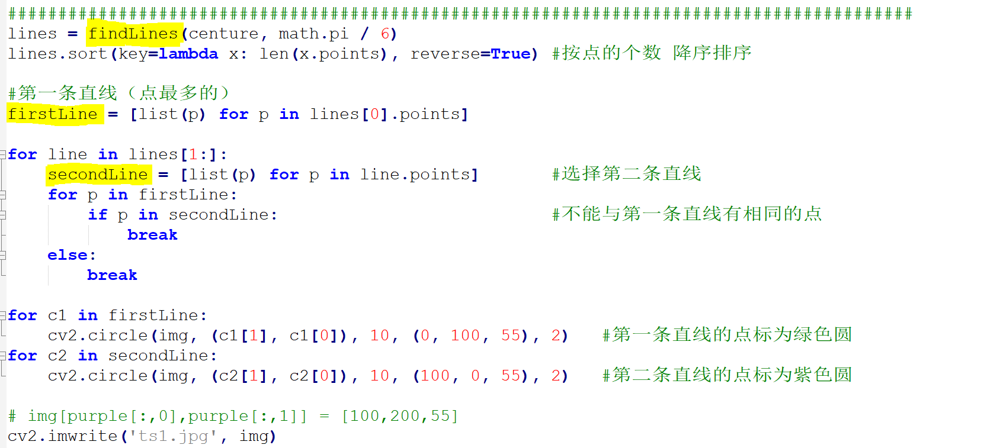 ##########################################################################################
lines = findLines(centure, math.pi / 6)
lines.sort(key=lambda x: len(x.points), reverse=True) #按点的个数 降序排序
#第一条直线（点最多的）
firstLine = [list(p) for p in lines[0].points]
for line in lines[1:]:
    secondLine = [list(p) for p in line.points]       #选择第二条直线
    for p in firstLine:
        if p in secondLine:                           #不能与第一条直线有相同的点
            break
    else:
        break
for c1 in firstLine:
    cv2.circle(img, (c1[1], c1[0]), 10, (0, 100, 55), 2)   #第一条直线的点标为绿色圆
for c2 in secondLine:
    cv2.circle(img, (c2[1], c2[0]), 10, (100, 0, 55), 2)   #第二条直线的点标为紫色圆
# img[purple[:,0],purple[:,1]] = [100,200,55]
cv2.imwrite('ts1.jpg', img)